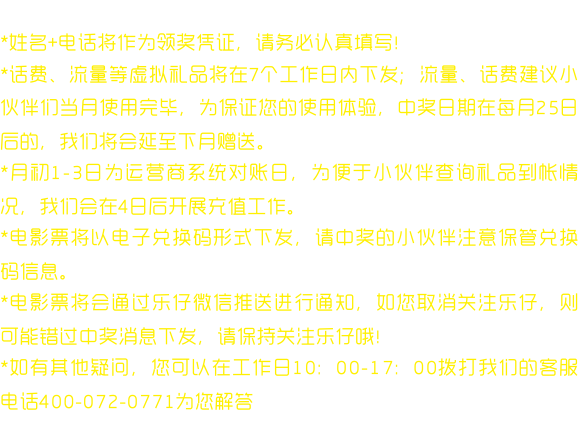 *姓名+电话将作为领奖凭证，请务必认真填写!
*话费、流量等虚拟礼品将在7个工作日内下发；流量、话费建议小
伙伴们当月使用完毕，为保证您的使用体验，中奖日期在每月25日
后的，我们将会延至下月赠送。
*月初1-3日为运营商系统对账日，为便于小伙伴查询礼品到帐情
况，我们会在4日后开展充值工作。
*电影票将以电子兑换码形式下发，请中奖的小伙伴注意保管兑换
码信息。
*电影票将会通过乐仔微信推送进行通知，如您取消关注乐仔，则
可能错过中奖消息下发，请保持关注乐仔哦!
*如有其他疑问，您可以在工作日10：00-17：00拨打我们的客服
电话400-072-0771为您解答